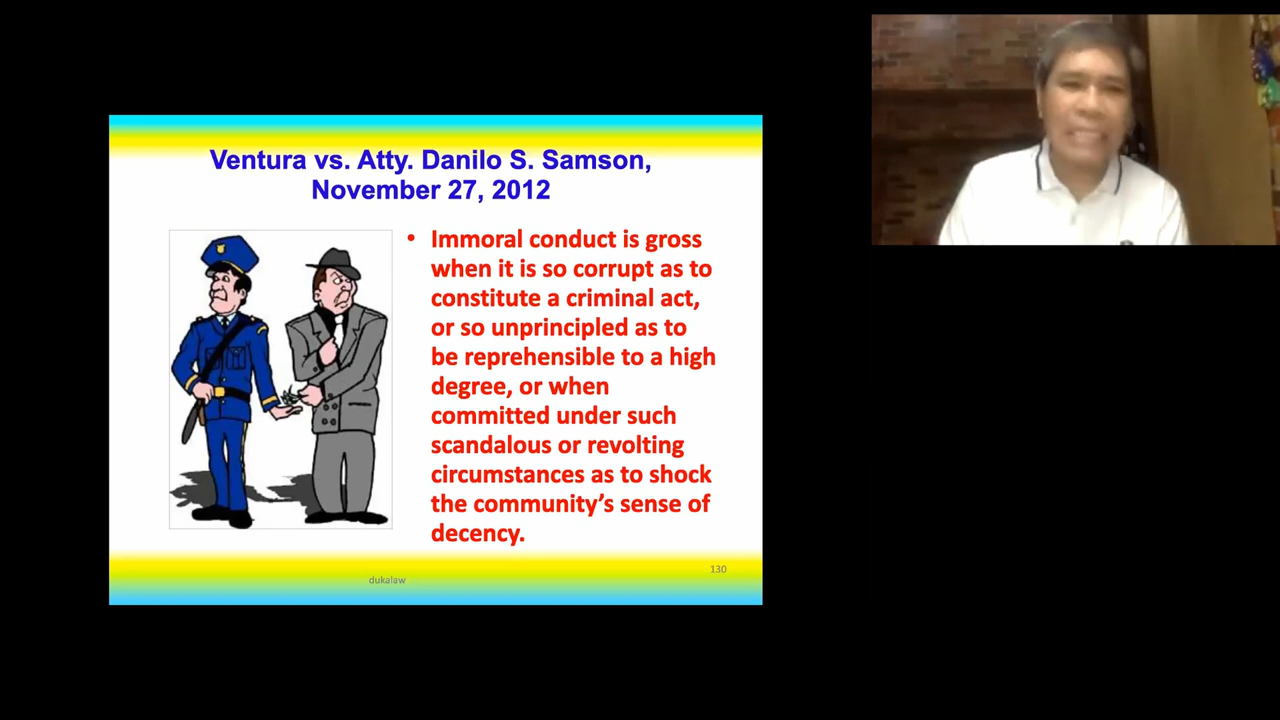 Ventura vs. Atty. Danilo S. Samson,
November 27, 2012
• Immoral conduct is gross
when it is so corrupt as to
constitute a criminal act,
or so unprincipled as to
be reprehensible to a high
degree, or when
committed under such
scandalous or revolting
circumstances as to shock
the community’s sense of
decency.
dukalaw
130